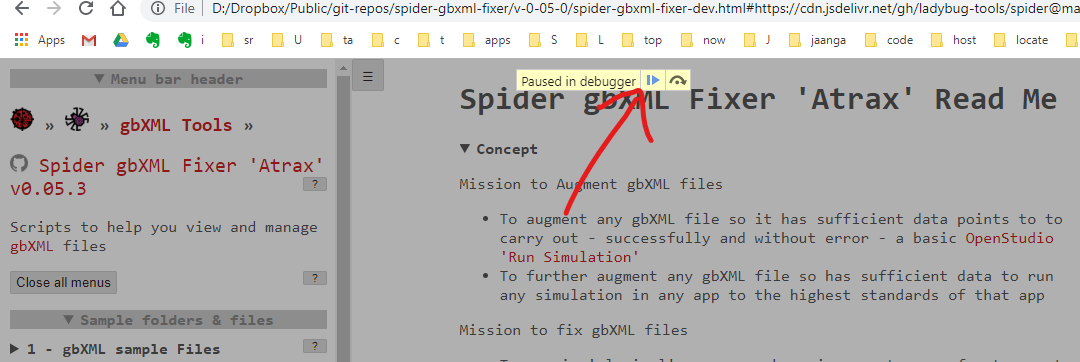 File
D:/Dropbox/Public/git-repos/spider-gbxml-fixer/v-0-05-0/spider-gbxml-fixer-dev.html#https://cdn.jsdelivr.net/gh/ladybug-tools/spider@ma
Apps i sr U ta c t apps S L top now J jaanga code host locate
▼ Menu bar header
» » gbXML Tools »
Spider gbXML Fixer 'Atrax'
v0.05.3 ?
Scripts to help you view and manage
gbXML files
Close all menus ?
▼ Sample folders & files
▶ 1 - gbXML sample Files ?
☰
Paused in debugger
Spider gbXML Fixer 'Atrax' Read Me
▼ Concept
Mission to Augment gbXML files
• To augment any gbXML file so it has sufficient data points to to
carry out - successfully and without error - a basic OpenStudio
'Run Simulation'
• To further augment any gbXML file so has sufficient data to run
any simulation in any app to the highest standards of that app
Mission to fix gbXML files